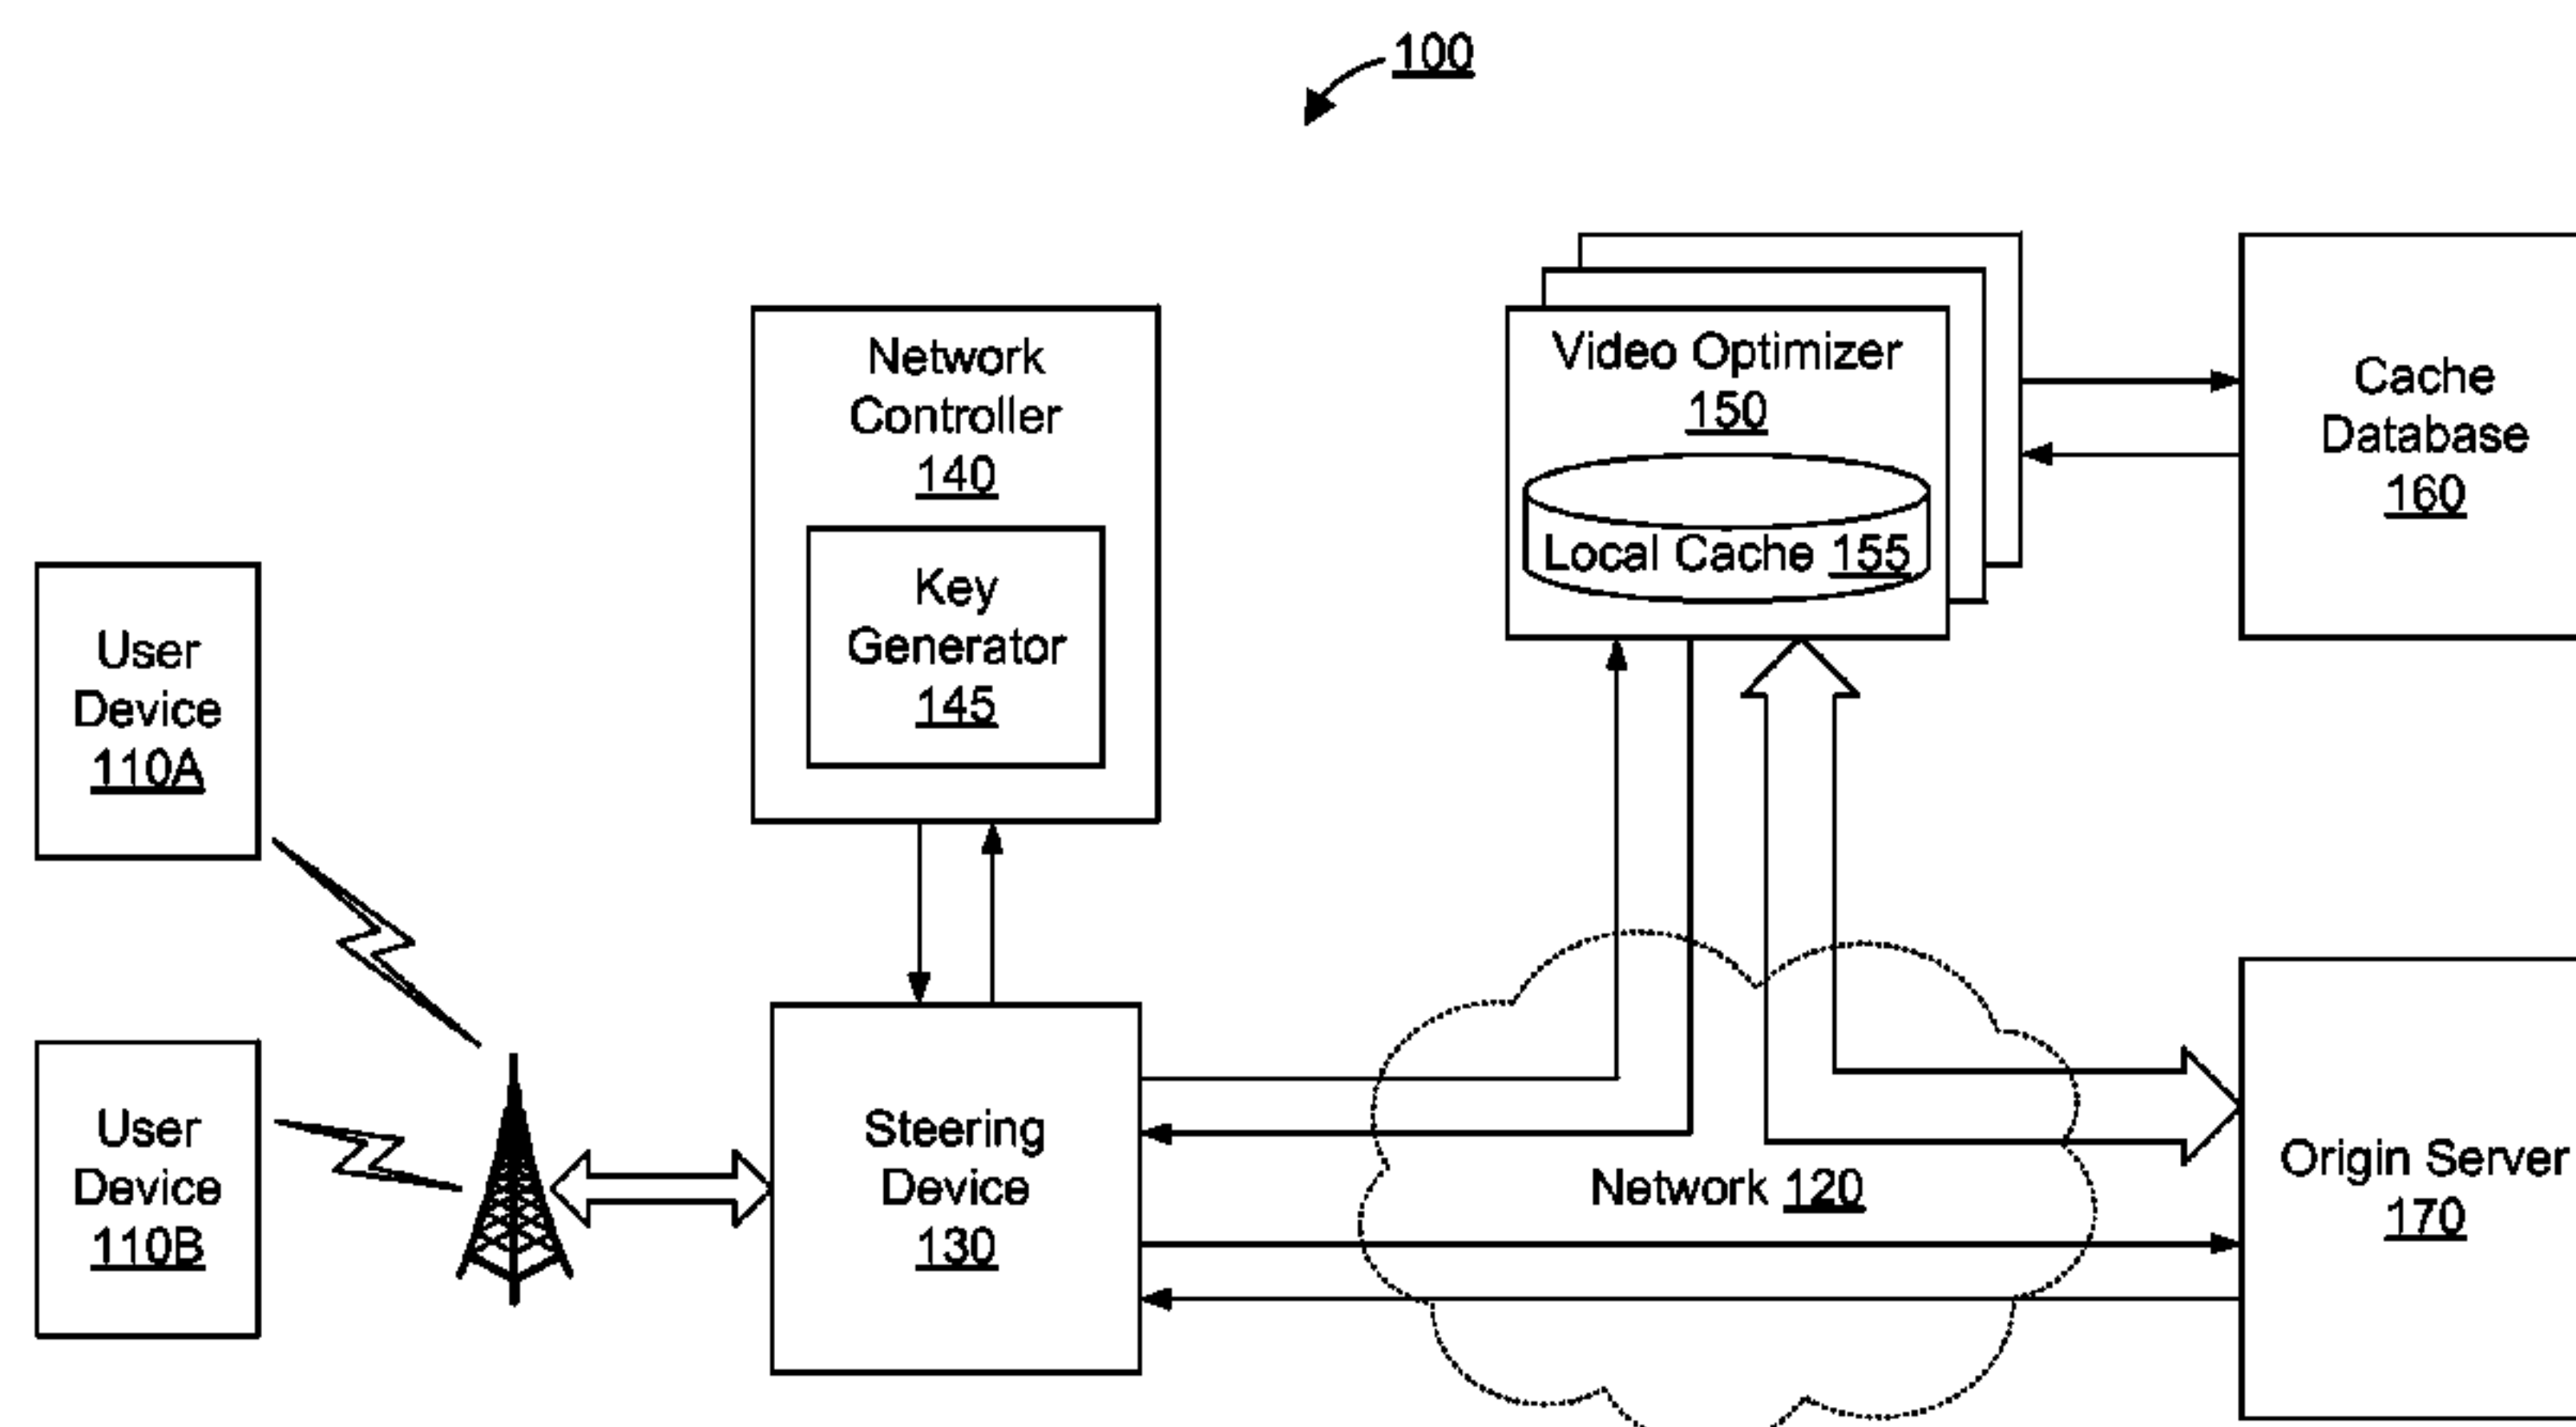 100
Network
Controller
140
Key
Generator
145
Video Optimizer
150
Local Cache 155
Cache
Database
160
User
Device
110A
User
Device
110B
Steering
Device
130
Network 120
Origin Server
170